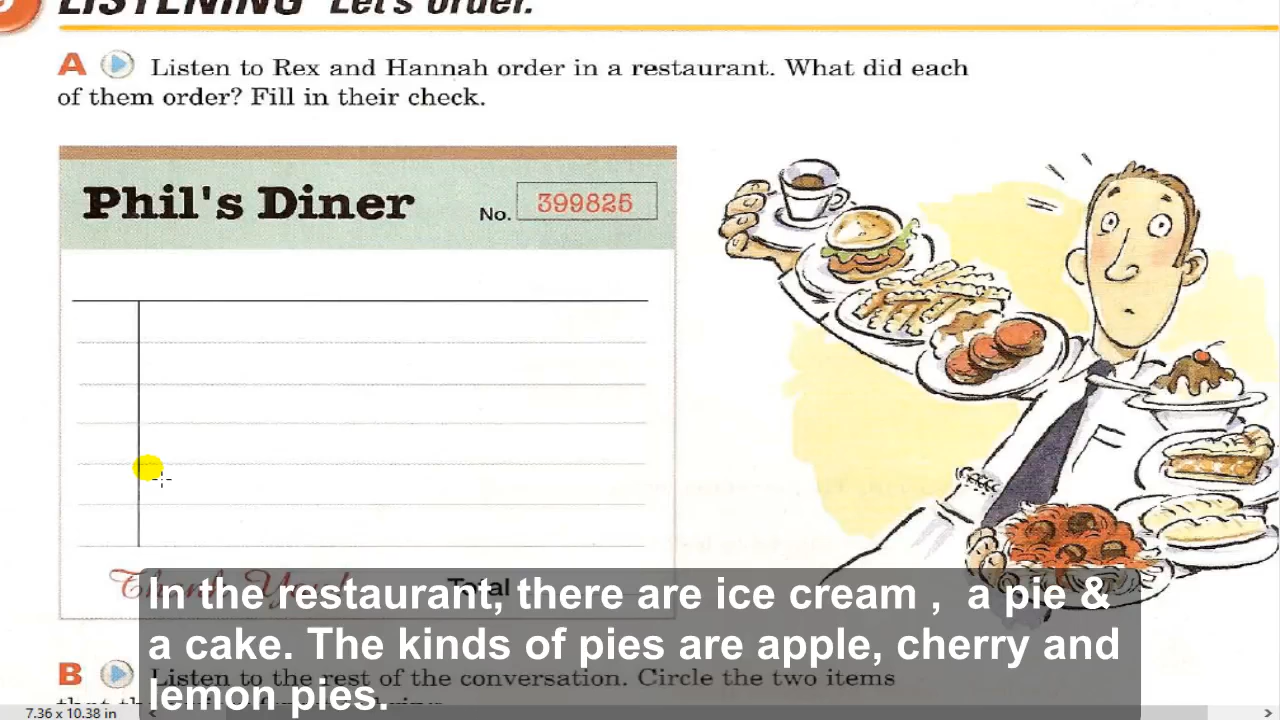 LISTENING Let's order.
A Listen to Rex and Hannah order in a restaurant. What did each
of them order? Fill in their check.
Phil's Diner
No. 399825
Thank You! Total
In the restaurant, there are ice cream , a pie &
a cake. The kinds of pies are apple, cherry and
lemon pies.
B Listen to the rest of the conversation. Circle the two items
7.36 x 10.38 in